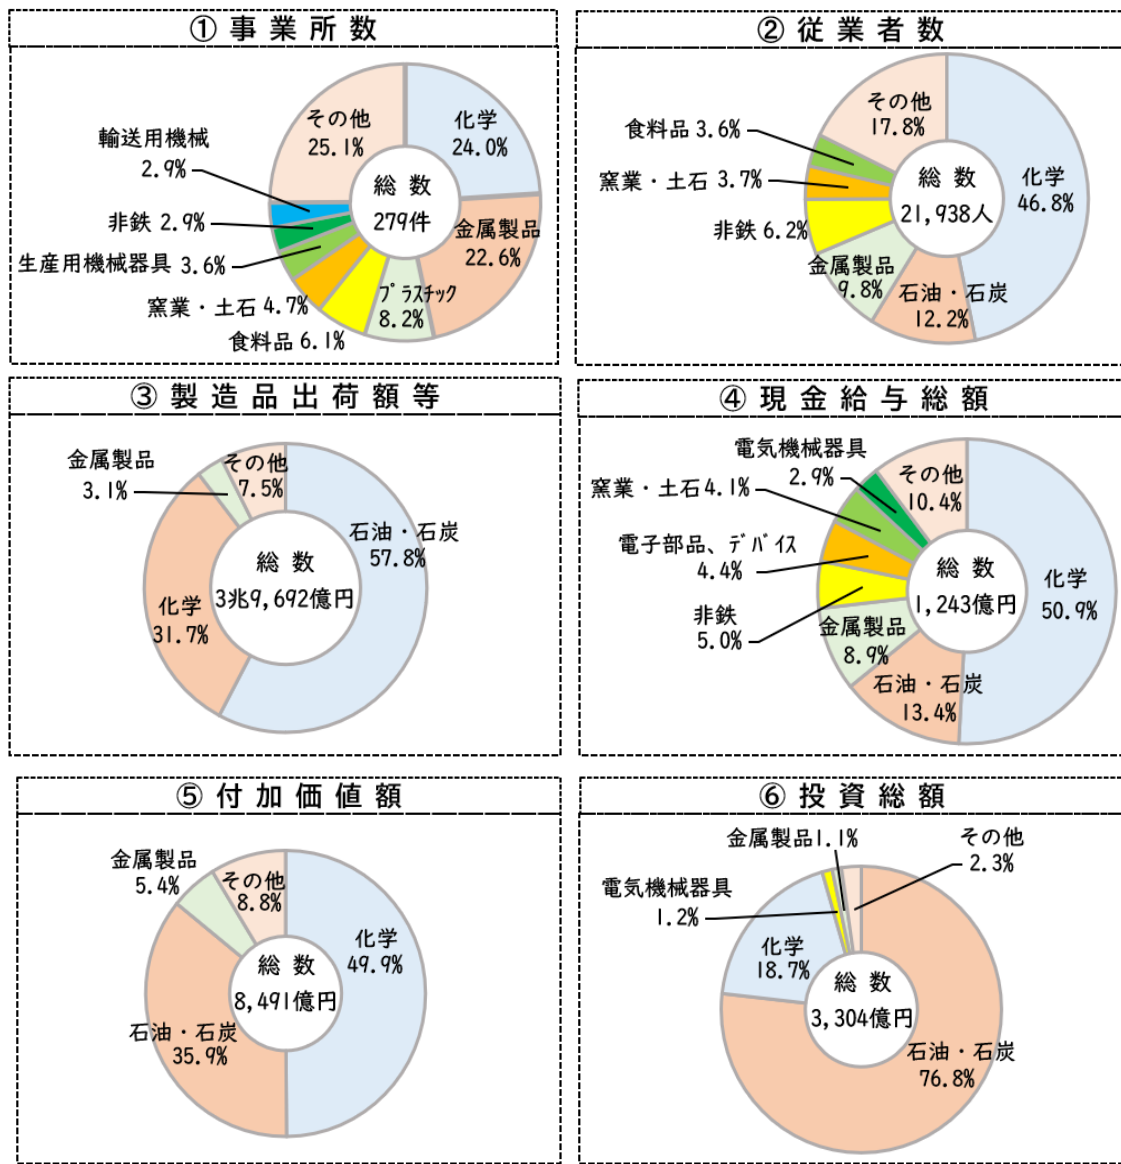 ① 事 業 所 数
その他
25.1%
化学
24.0%
輸送用機械
2.9%
総 数
279件
非鉄 2.9%
金属製品
22.6%
生産用機械器具 3.6%
プラスチック
8.2%
窯業・土石 4.7%
食料品 6.1%
② 従 業 者 数
その他
17.8%
食料品 3.6%
窯業・土石 3.7%
総 数
21,938人
化学
46.8%
非鉄 6.2%
金属製品
9.8%
石油・石炭
12.2%
③ 製 造 品 出 荷 額 等
金属製品
3.1%
その他
7.5%
石油・石炭
57.8%
総 数
3兆9,692億円
化学
31.7%
④ 現 金 給 与 総 額
電気機械器具
2.9%
その他
10.4%
窯業・土石 4.1%
電子部品、デバイス
4.4%
総 数
1,243億円
化学
50.9%
非鉄
5.0%
金属製品
8.9%
石油・石炭
13.4%
⑤ 付 加 価 値 額
金属製品
5.4%
その他
8.8%
化学
49.9%
総 数
8,491億円
石油・石炭
35.9%
⑥ 投 資 総 額
金属製品1.1%
その他
2.3%
電気機械器具
1.2%
化学
18.7%
総 数
3,304億円
石油・石炭
76.8%